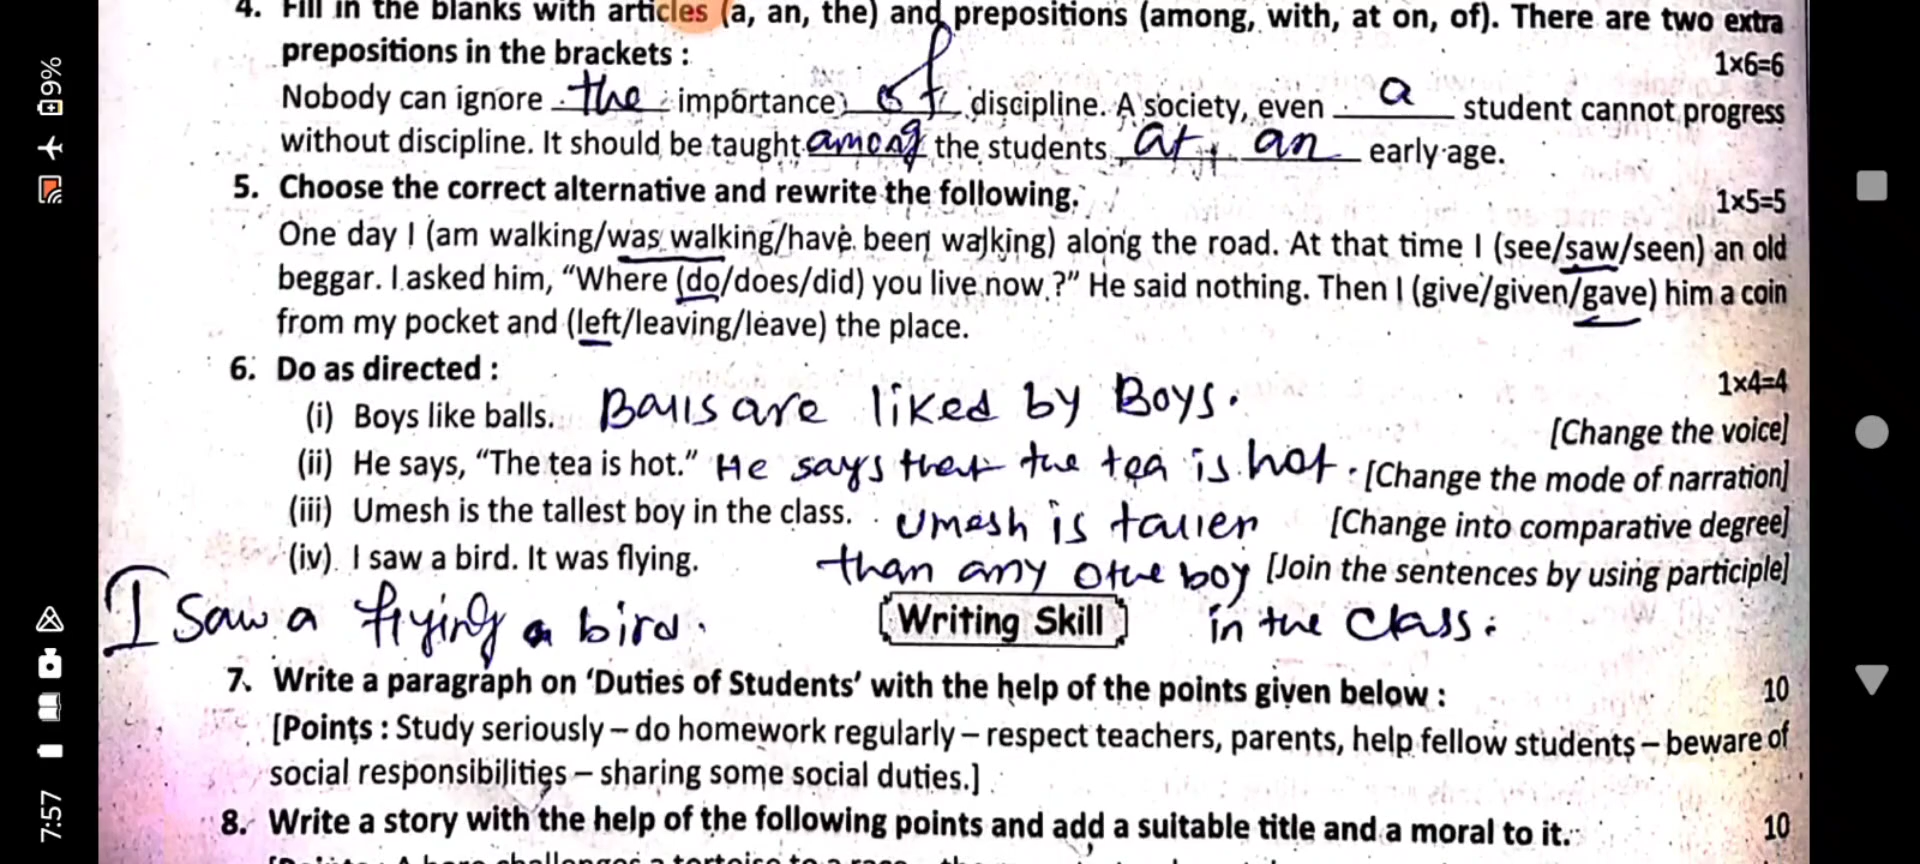 4. Fill in the blanks with articles (a, an, the) and prepositions (among, with, at on, of). There are two extra
prepositions in the brackets : 1x6=6
Nobody can ignore the importance of discipline. A society, even a student cannot progress
without discipline. It should be taught among the students at an early age.
5. Choose the correct alternative and rewrite the following. 1x5=5
One day I (am walking/was walking/have been walking) along the road. At that time I (see/saw/seen) an old
beggar. I asked him, “Where (do/does/did) you live now ?” He said nothing. Then I (give/given/gave) him a coin
from my pocket and (left/leaving/leave) the place.
6. Do as directed : 1x4=4
(i) Boys like balls. Balls are liked by Boys. [Change the voice]
(ii) He says, “The tea is hot.” He says that the tea is hot. [Change the mode of narration]
(iii) Umesh is the tallest boy in the class. Umesh is taller [Change into comparative degree]
(iv) I saw a bird. It was flying. than any othe boy [Join the sentences by using participle]
I saw a flying bird. Writing Skill in the class.
7. Write a paragraph on ‘Duties of Students’ with the help of the points given below : 10
[Points : Study seriously – do homework regularly – respect teachers, parents, help fellow students – beware of
social responsibilities – sharing some social duties.]
8. Write a story with the help of the following points and add a suitable title and a moral to it. 10
9%
7:57